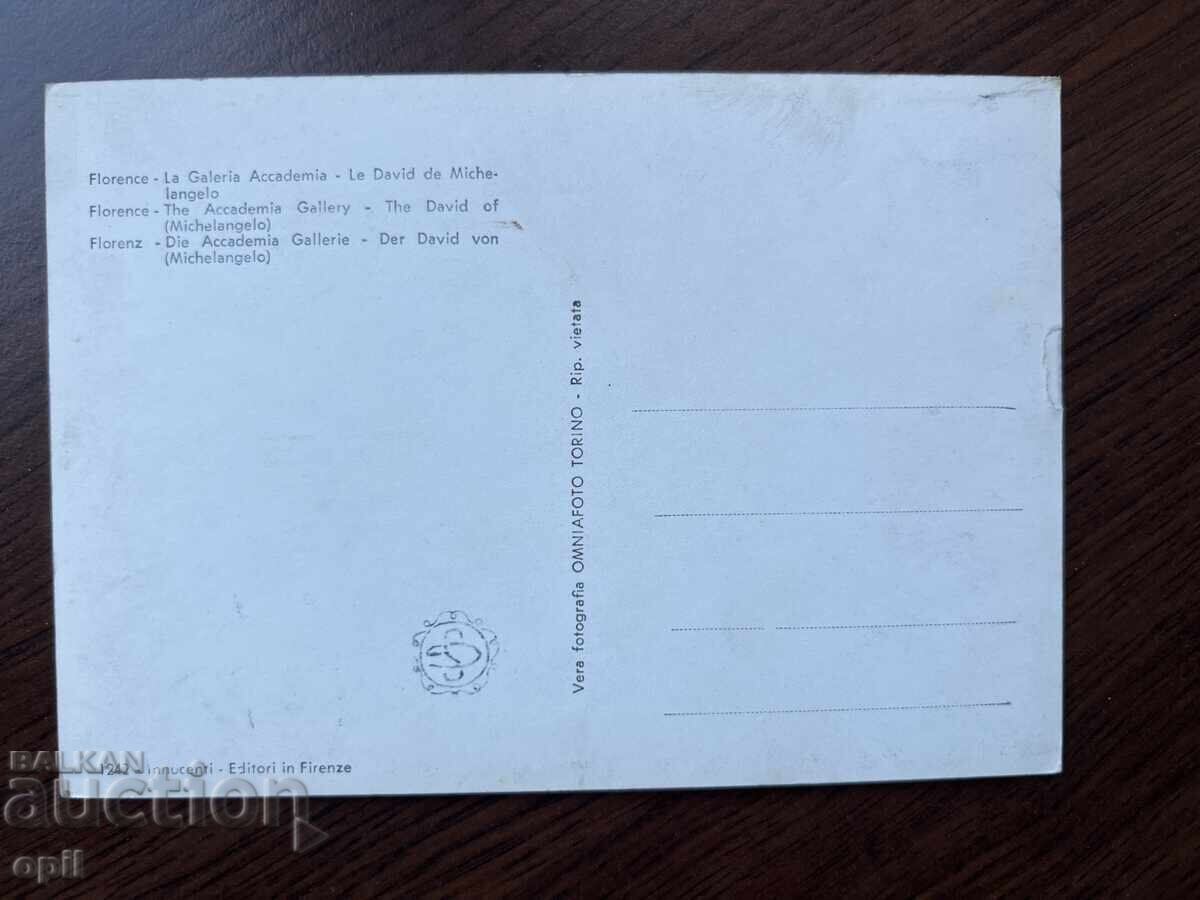 Florence - La Galeria Accademia - Le David de Miche-
langelo
Florence - The Accademia Gallery - The David of
(Michelangelo)
Florenz - Die Accademia Gallerie - Der David von
(Michelangelo)
Vera fotografia OMNIAFOTO TORINO - Rip. vietata
Innocenti - Editori in Firenze
BALKAN
auction
opil